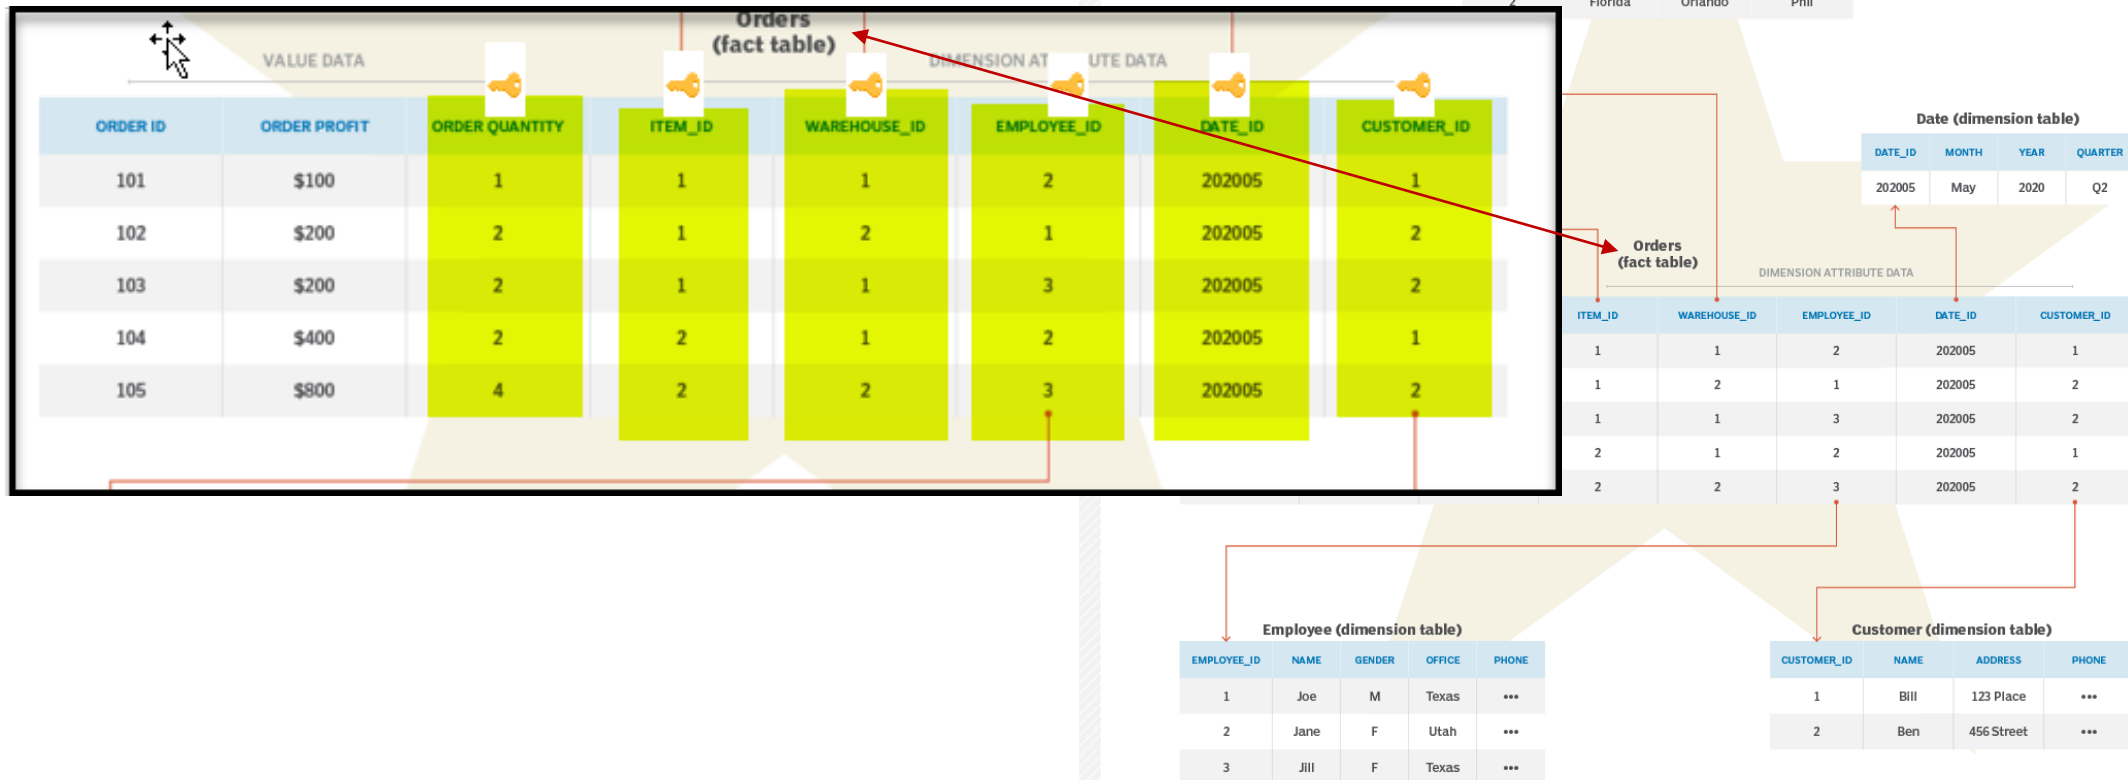 2 Florida Orlando Phil
Orders
(fact table)
VALUE DATA DIMENSION AT UTE DATA
ORDER ID ORDER PROFIT ORDER QUANTITY ITEM_ID WAREHOUSE_ID EMPLOYEE_ID DATE_ID CUSTOMER_ID
101 $100 1 1 1 2 202005 1
102 $200 2 1 2 1 202005 2
103 $200 2 1 1 3 202005 2
104 $400 2 2 1 2 202005 1
105 $800 4 2 2 3 202005 2
Date (dimension table)
DATE_ID MONTH YEAR QUARTER
202005 May 2020 Q2
Orders
(fact table)
DIMENSION ATTRIBUTE DATA
ITEM_ID WAREHOUSE_ID EMPLOYEE_ID DATE_ID CUSTOMER_ID
1 1 2 202005 1
1 2 1 202005 2
1 1 3 202005 2
2 1 2 202005 1
2 2 3 202005 2
Employee (dimension table)
EMPLOYEE_ID NAME GENDER OFFICE PHONE
1 Joe M Texas •••
2 Jane F Utah •••
3 Jill F Texas •••
Customer (dimension table)
CUSTOMER_ID NAME ADDRESS PHONE
1 Bill 123 Place •••
2 Ben 456 Street •••